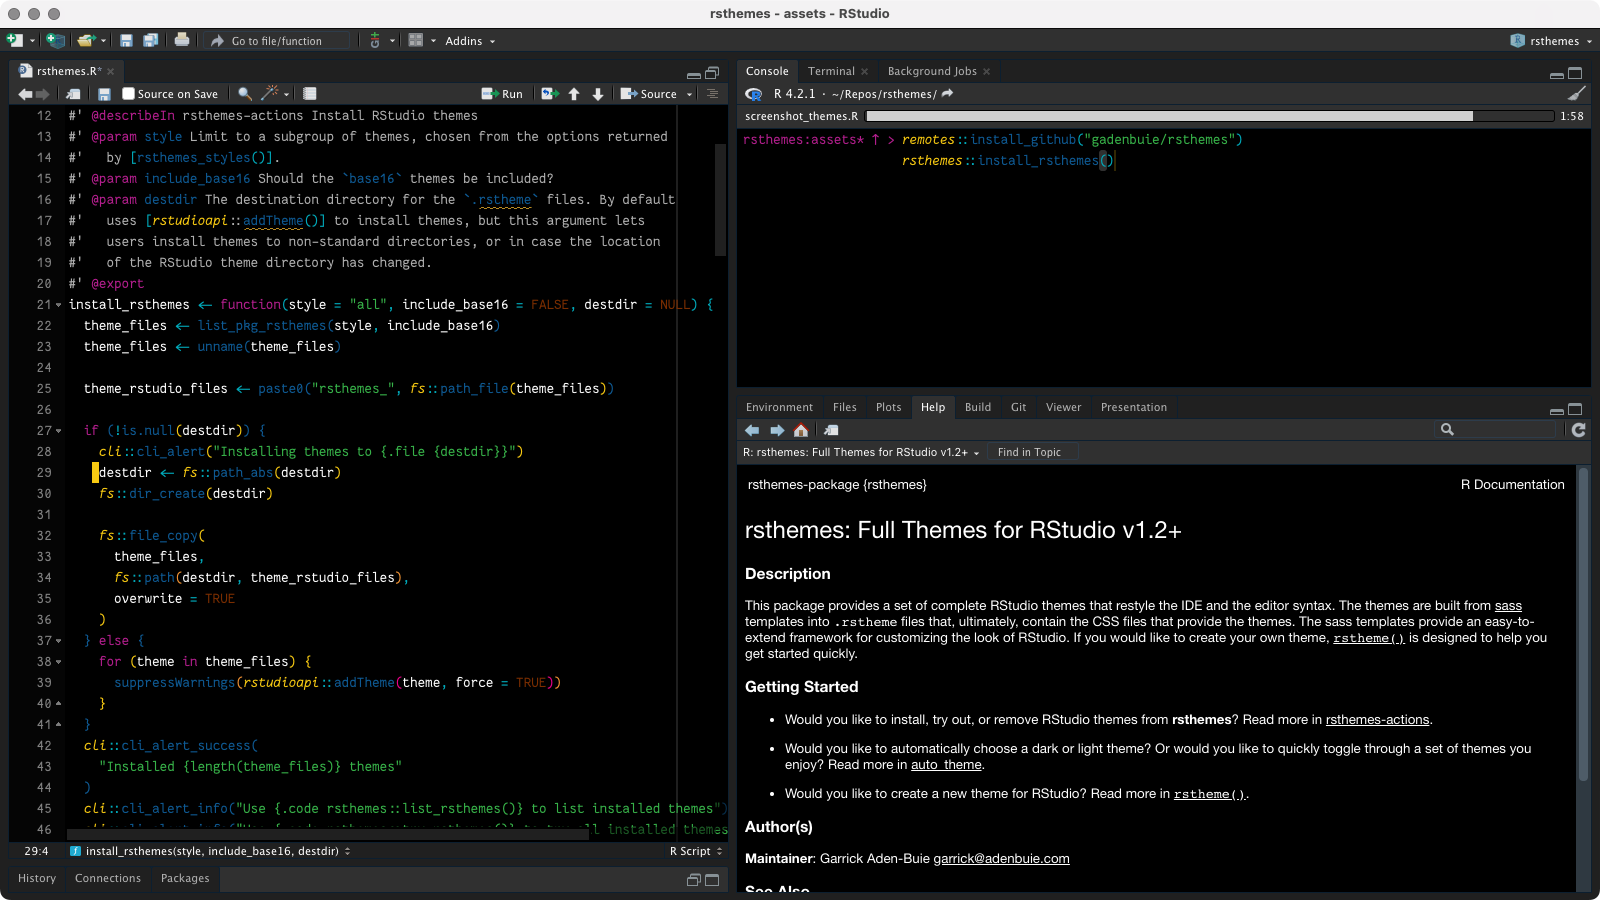 rsthemes - assets - RStudio
Go to file/function
Addins
rsthemes
rsthemes.R*
Source on Save
Run
Source
12 #' @describeIn rsthemes-actions Install RStudio themes
13 #' @param style Limit to a subgroup of themes, chosen from the options returned
14 #'   by [rsthemes_styles()].
15 #' @param include_base16 Should the `base16` themes be included?
16 #' @param destdir The destination directory for the `.rstheme` files. By default
17 #'   uses [rstudioapi::addTheme()] to install themes, but this argument lets
18 #'   users install themes to non-standard directories, or in case the location
19 #'   of the RStudio theme directory has changed.
20 #' @export
21 install_rsthemes <- function(style = "all", include_base16 = FALSE, destdir = NULL) {
22   theme_files <- list_pkg_rsthemes(style, include_base16)
23   theme_files <- unname(theme_files)
24
25   theme_rstudio_files <- paste0("rsthemes_", fs::path_file(theme_files))
26
27   if (!is.null(destdir)) {
28     cli::cli_alert("Installing themes to {.file {destdir}}")
29     destdir <- fs::path_abs(destdir)
30     fs::dir_create(destdir)
31
32     fs::file_copy(
33       theme_files,
34       fs::path(destdir, theme_rstudio_files),
35       overwrite = TRUE
36     )
37   } else {
38     for (theme in theme_files) {
39       suppressWarnings(rstudioapi::addTheme(theme, force = TRUE))
40     }
41   }
42   cli::cli_alert_success(
43     "Installed {length(theme_files)} themes"
44   )
45   cli::cli_alert_info("Use {.code rsthemes::list_rsthemes()} to list installed themes")
46
29:4
install_rsthemes(style, include_base16, destdir)
R Script
History
Connections
Packages
Console
Terminal
Background Jobs
R 4.2.1 · ~/Repos/rsthemes/
screenshot_themes.R
1:58
rsthemes:assets* ↑ > remotes::install_github("gadenbuie/rsthemes")
rsthemes::install_rsthemes()
Environment
Files
Plots
Help
Build
Git
Viewer
Presentation
R: rsthemes: Full Themes for RStudio v1.2+
Find in Topic
rsthemes-package {rsthemes}
R Documentation
rsthemes: Full Themes for RStudio v1.2+
Description
This package provides a set of complete RStudio themes that restyle the IDE and the editor syntax. The themes are built from sass
templates into .rstheme files that, ultimately, contain the CSS files that provide the themes. The sass templates provide an easy-to-
extend framework for customizing the look of RStudio. If you would like to create your own theme, rstheme() is designed to help you
get started quickly.
Getting Started
• Would you like to install, try out, or remove RStudio themes from rsthemes? Read more in rsthemes-actions.
• Would you like to automatically choose a dark or light theme? Or would you like to quickly toggle through a set of themes you
enjoy? Read more in auto_theme.
• Would you like to create a new theme for RStudio? Read more in rstheme().
Author(s)
Maintainer: Garrick Aden-Buie garrick@adenbuie.com
See Also